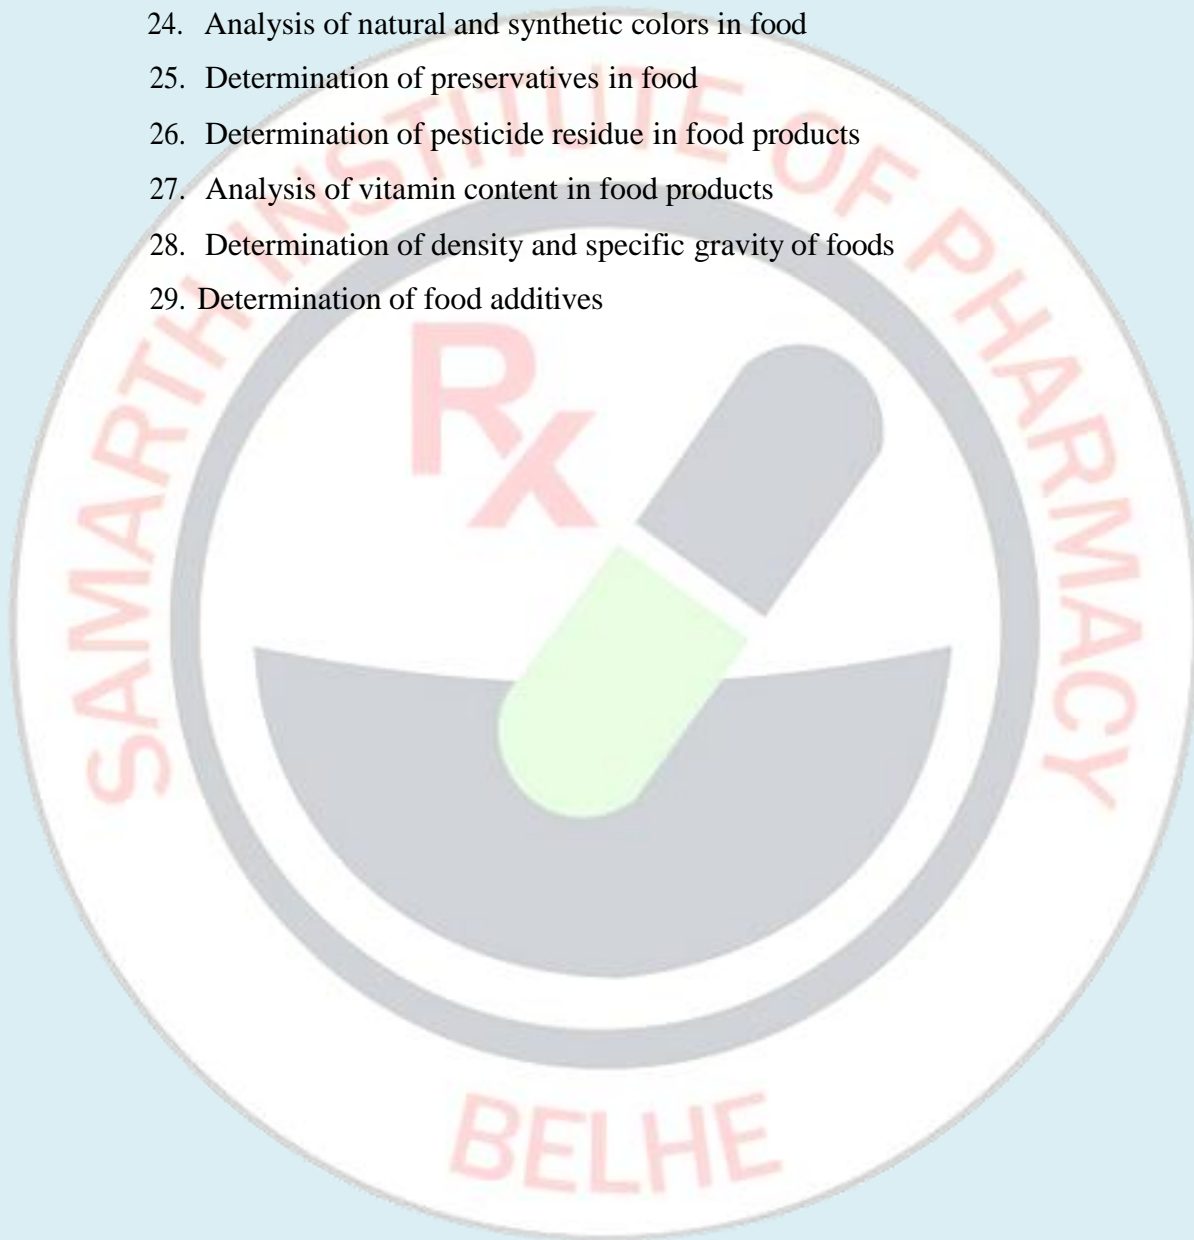 24. Analysis of natural and synthetic colors in food
25. Determination of preservatives in food
26. Determination of pesticide residue in food products
27. Analysis of vitamin content in food products
28. Determination of density and specific gravity of foods
29. Determination of food additives
SAMARTH INSTITUTE OF PHARMACY
Rx
BELHE